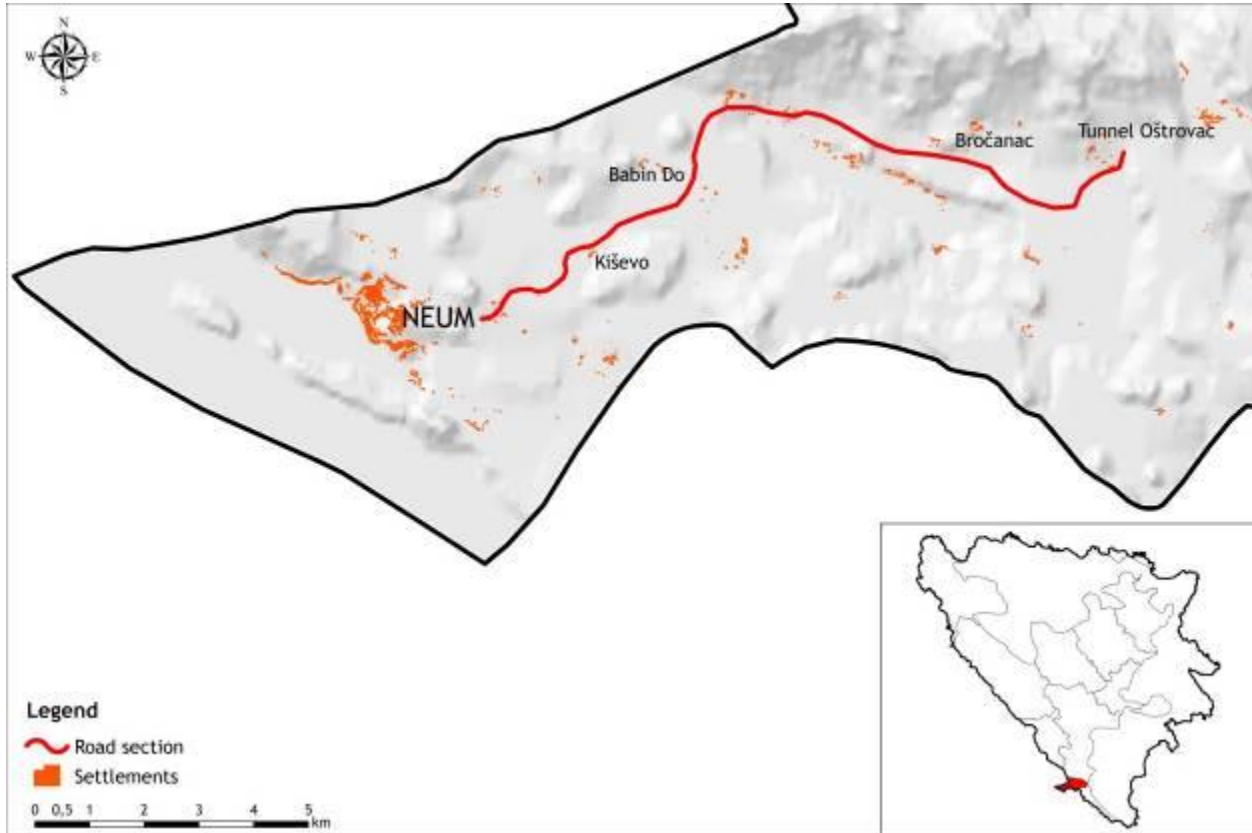 N
W E
S
Tunnel Oštrovac
Bročanac
Babin Do
Kiševo
NEUM
Legend
Road section
Settlements
0 0,5 1 2 3 4 5
km